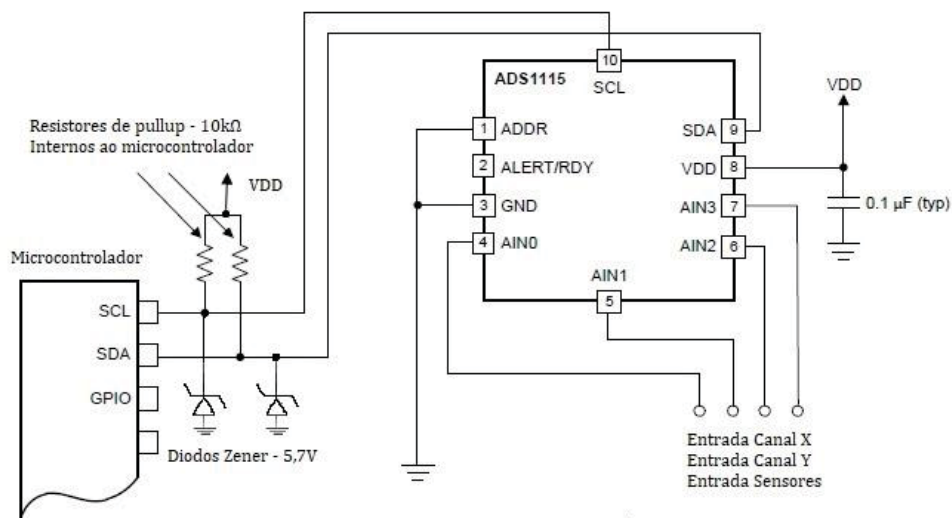 ADS1115
10
SCL
VDD
Resistores de pullup - 10kΩ
Internos ao microcontrolador
VDD
1 ADDR
SDA 9
2 ALERT/RDY
VDD 8
3 GND
AIN3 7
0.1 µF (typ)
4 AIN0
AIN2 6
AIN1
5
Microcontrolador
SCL
SDA
GPIO
Diodos Zener - 5,7V
Entrada Canal X
Entrada Canal Y
Entrada Sensores